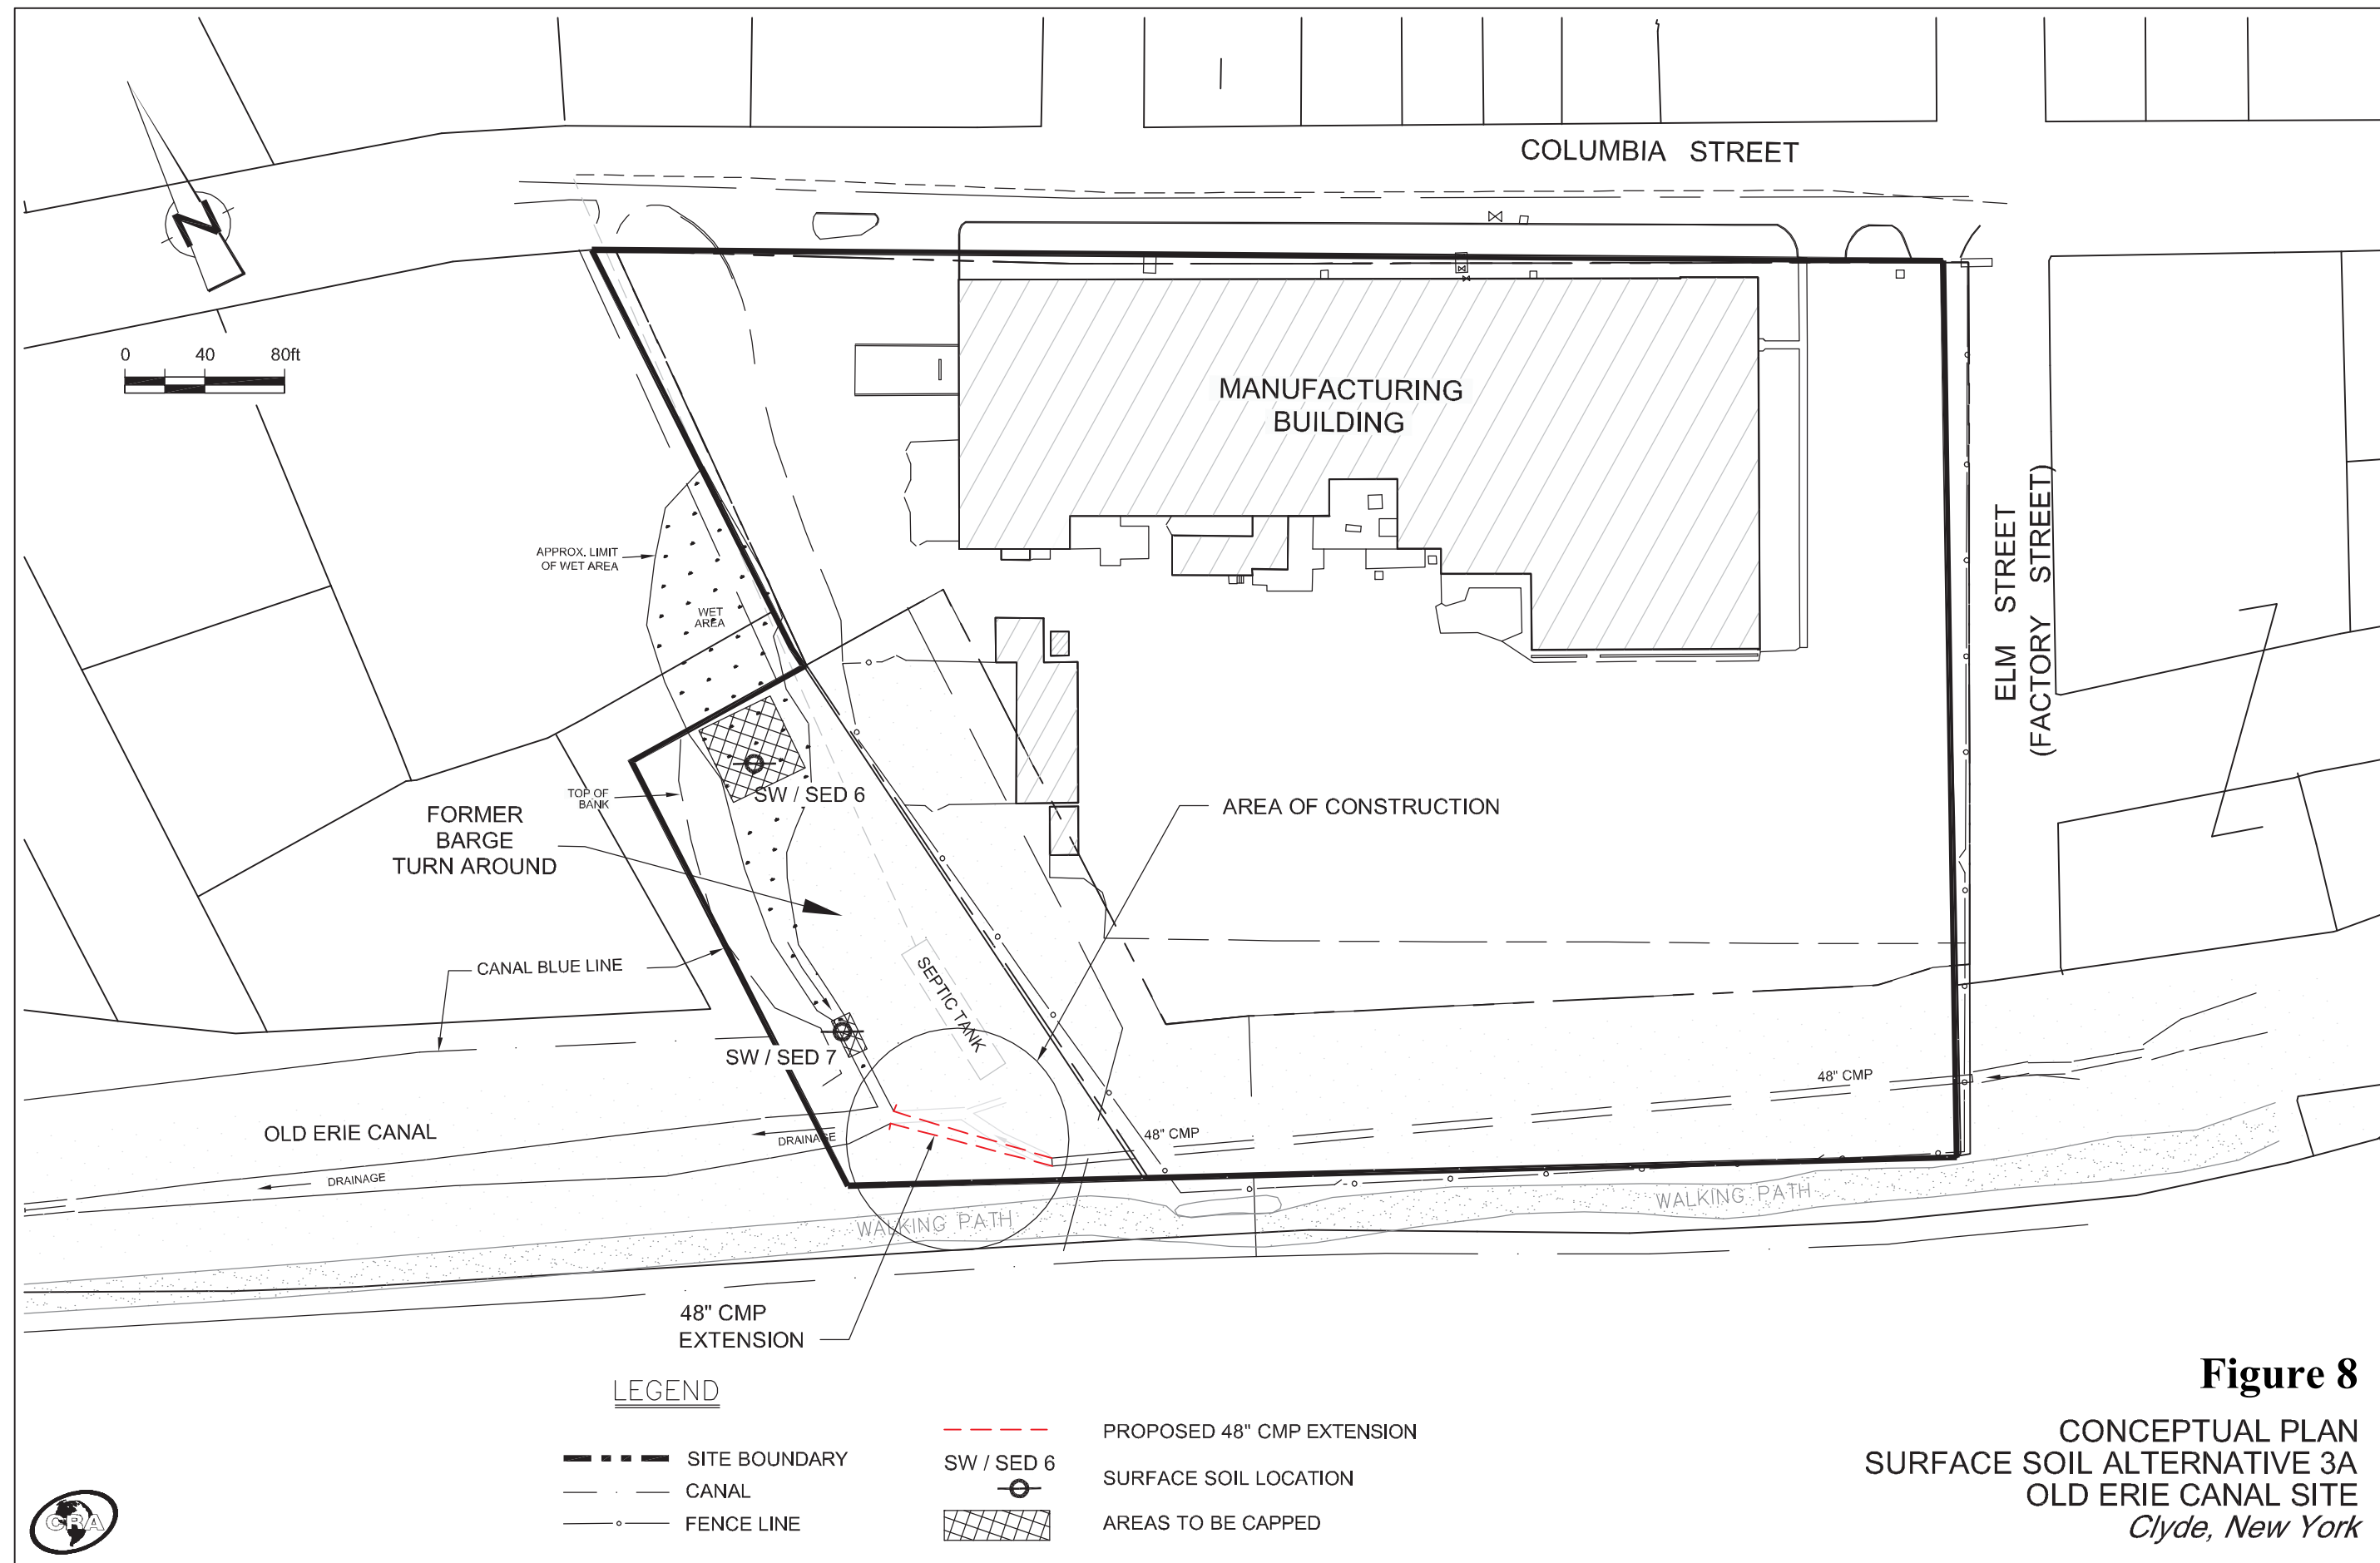 COLUMBIA STREET
N
0 40 80ft
MANUFACTURING
BUILDING
ELM STREET
(FACTORY STREET)
APPROX. LIMIT
OF WET AREA
WET
AREA
TOP OF
BANK
SW / SED 6
FORMER
BARGE
TURN AROUND
AREA OF CONSTRUCTION
CANAL BLUE LINE
SEPTIC TANK
SW / SED 7
48" CMP
OLD ERIE CANAL
DRAINAGE
48" CMP
DRAINAGE
WALKING PATH
WALKING PATH
48" CMP
EXTENSION
LEGEND
SITE BOUNDARY
CANAL
FENCE LINE
PROPOSED 48" CMP EXTENSION
SW / SED 6
SURFACE SOIL LOCATION
AREAS TO BE CAPPED
CRA
Figure 8
CONCEPTUAL PLAN
SURFACE SOIL ALTERNATIVE 3A
OLD ERIE CANAL SITE
Clyde, New York